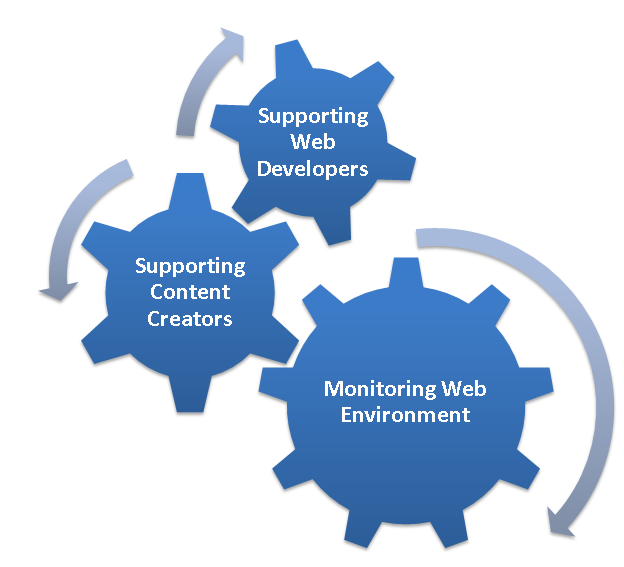 Supporting
Web
Developers
Supporting
Content
Creators
Monitoring Web
Environment